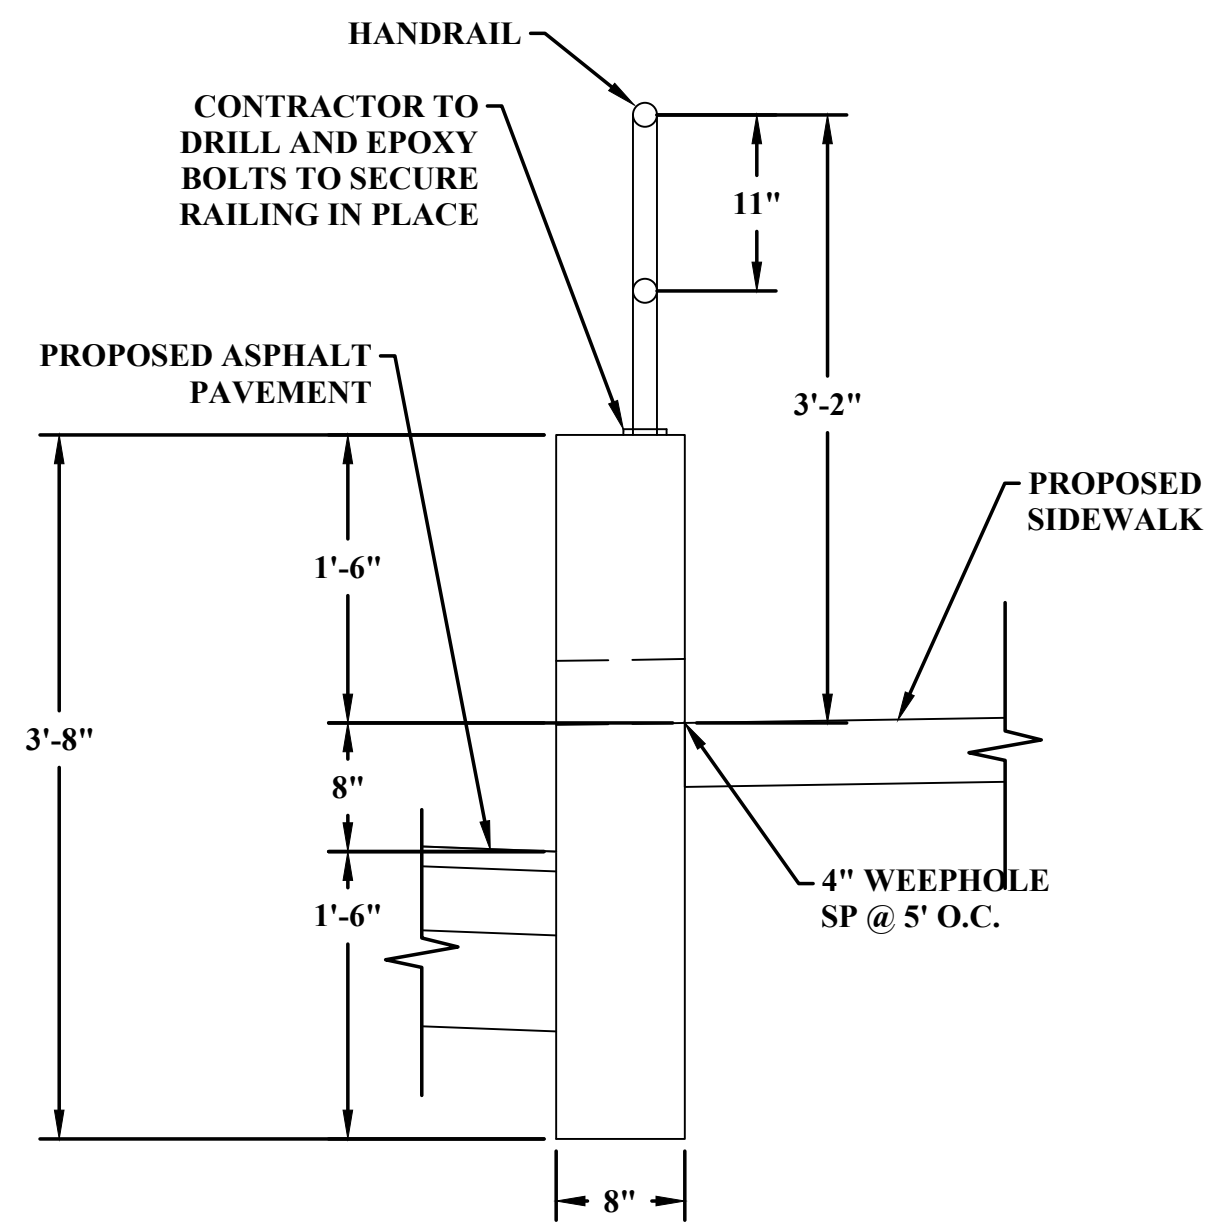 HANDRAIL
CONTRACTOR TO
DRILL AND EPOXY
BOLTS TO SECURE
RAILING IN PLACE
11"
PROPOSED ASPHALT
PAVEMENT
3'-2"
PROPOSED
SIDEWALK
1'-6"
3'-8"
8"
4" WEEPHOLE
SP @ 5' O.C.
1'-6"
8"